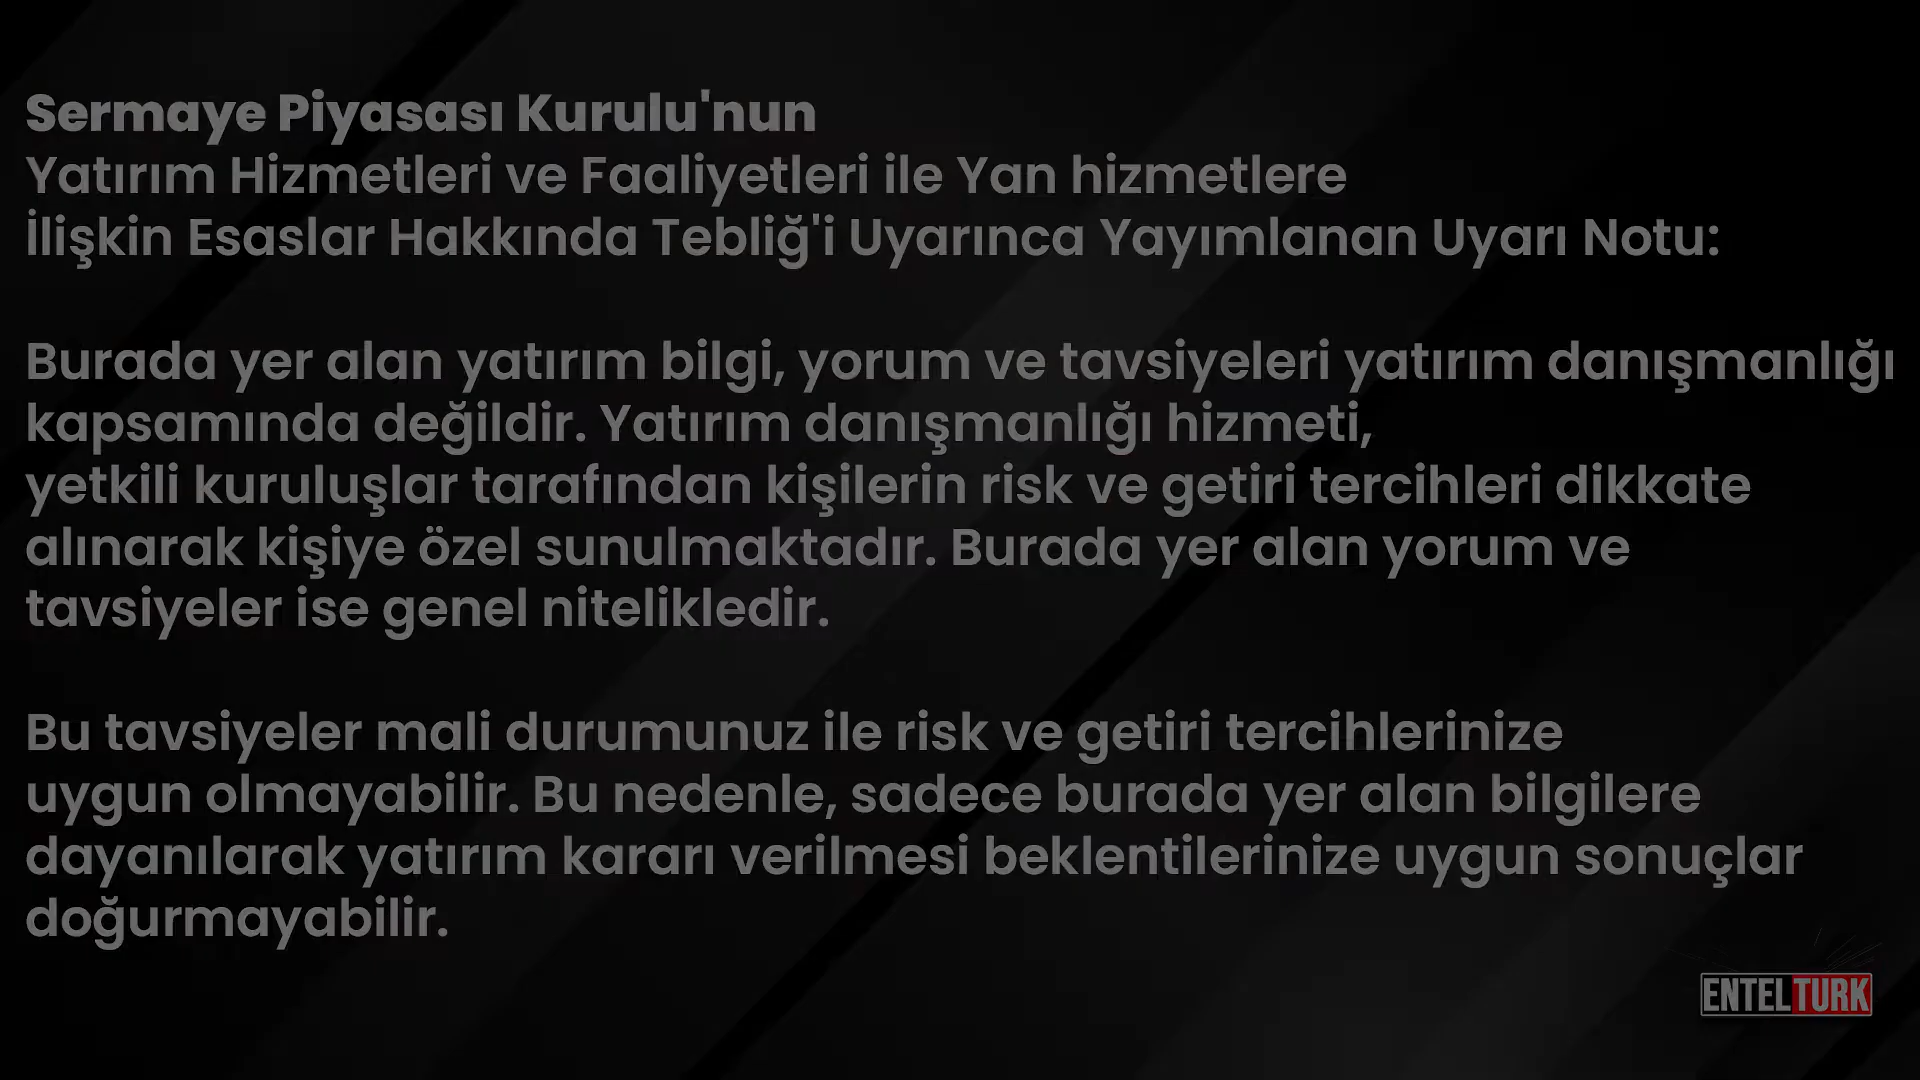 Sermaye Piyasası Kurulu'nun
Yatırım Hizmetleri ve Faaliyetleri ile Yan hizmetlere
İlişkin Esaslar Hakkında Tebliğ'i Uyarınca Yayımlanan Uyarı Notu:
Burada yer alan yatırım bilgi, yorum ve tavsiyeleri yatırım danışmanlığı
kapsamında değildir. Yatırım danışmanlığı hizmeti,
yetkili kuruluşlar tarafından kişilerin risk ve getiri tercihleri dikkate
alınarak kişiye özel sunulmaktadır. Burada yer alan yorum ve
tavsiyeler ise genel nitelikledir.
Bu tavsiyeler mali durumunuz ile risk ve getiri tercihlerinize
uygun olmayabilir. Bu nedenle, sadece burada yer alan bilgilere
dayanılarak yatırım kararı verilmesi beklentilerinize uygun sonuçlar
doğurmayabilir.
ENTELTURK